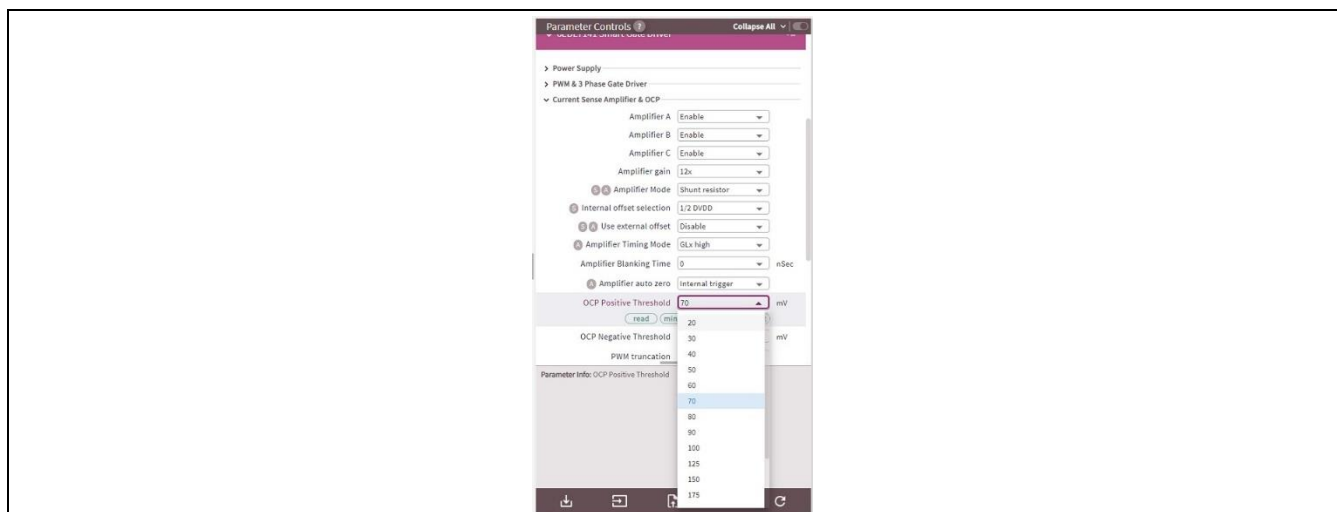 Parameter Controls ?
Collapse All
Smart Gate Driver
Power Supply
PWM & 3 Phase Gate Driver
Current Sense Amplifier & OCP
Amplifier A Enable
Amplifier B Enable
Amplifier C Enable
Amplifier gain 12x
S A Amplifier Mode Shunt resistor
S Internal offset selection 1/2 DVDD
S A Use external offset Disable
A Amplifier Timing Mode GLx high
Amplifier Blanking Time 0 nSec
A Amplifier auto zero Internal trigger
OCP Positive Threshold 70 mV
read
20
OCP Negative Threshold mV
30
PWM truncation
40
Parameter Info: OCP Positive Threshold
50
60
70
80
90
100
125
150
175